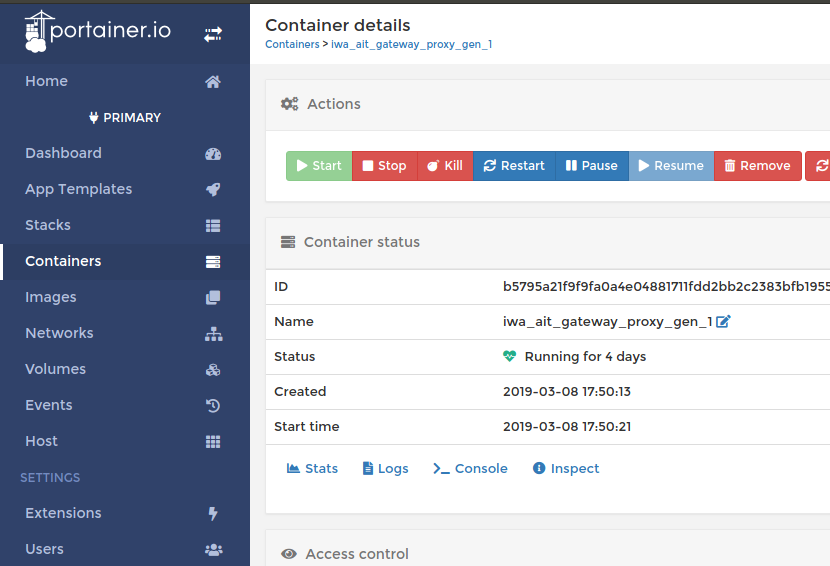 portainer.io
Home
PRIMARY
Dashboard
App Templates
Stacks
Containers
Images
Networks
Volumes
Events
Host
SETTINGS
Extensions
Users
Container details
Containers > iwa_ait_gateway_proxy_gen_1
Actions
Start Stop Kill Restart Pause Resume Remove
Container status
ID b5795a21f9f9fa0a4e04881711fdd2bb2c2383bfb1955
Name iwa_ait_gateway_proxy_gen_1
Status Running for 4 days
Created 2019-03-08 17:50:13
Start time 2019-03-08 17:50:21
Stats Logs Console Inspect
Access control